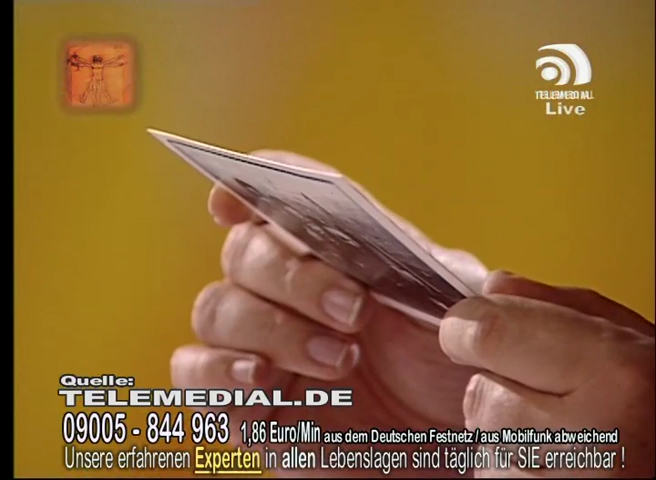 TELEMEDIAL
Live
Quelle:
TELEMEDIAL.DE
09005 - 844 963 1,86 Euro/Min aus dem Deutschen Festnetz / aus Mobilfunk abweichend
Unsere erfahrenen Experten in allen Lebenslagen sind täglich für SIE erreichbar !